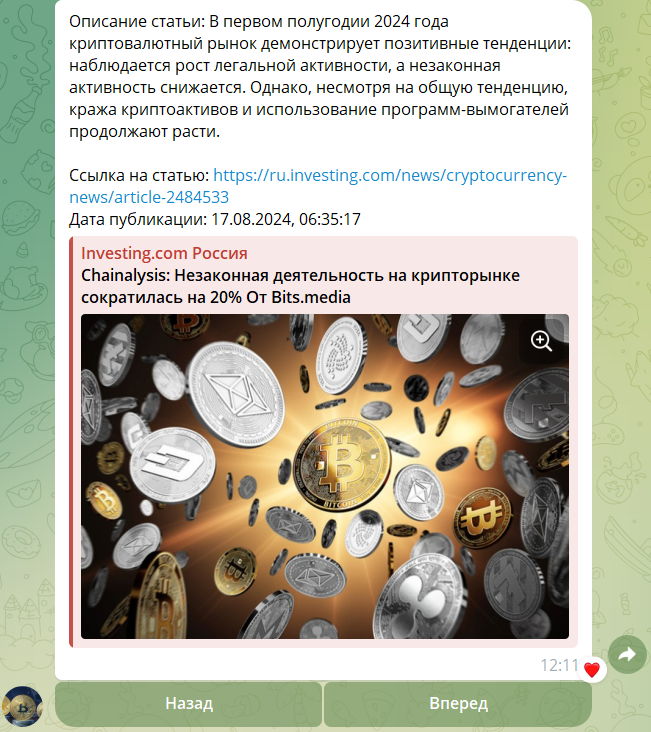 Описание статьи: В первом полугодии 2024 года
криптовалютный рынок демонстрирует позитивные тенденции:
наблюдается рост легальной активности, а незаконная
активность снижается. Однако, несмотря на общую тенденцию,
кража криптоактивов и использование программ-вымогателей
продолжают расти.
Ссылка на статью: https://ru.investing.com/news/cryptocurrency-
news/article-2484533
Дата публикации: 17.08.2024, 06:35:17
Investing.com Россия
Chainalysis: Незаконная деятельность на крипторынке
сократилась на 20% От Bits.media
BITCOIN
12:11
Назад
Вперед